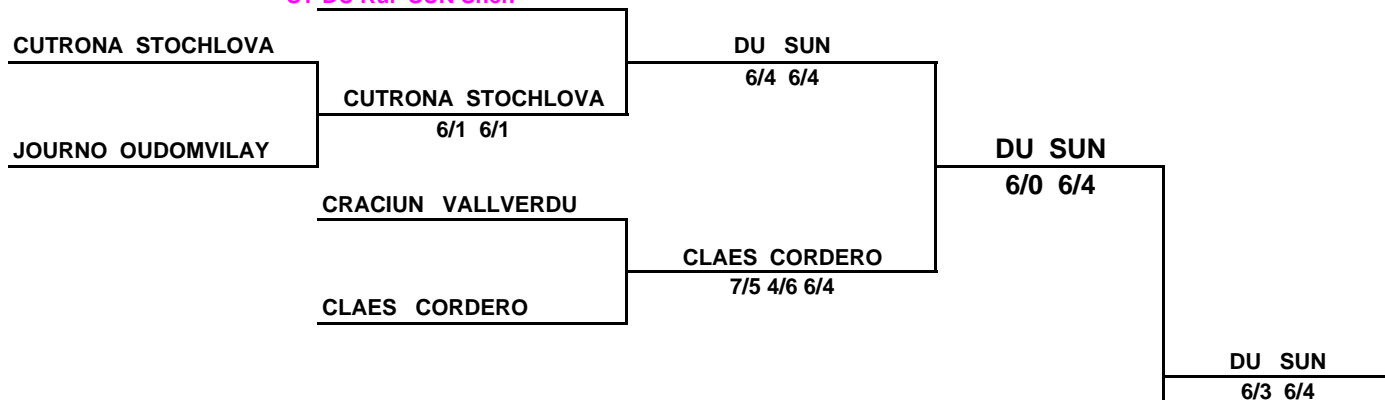 CUTRONA STOCHLOVA
DU SUN
6/4 6/4
CUTRONA STOCHLOVA
6/1 6/1
JOURNO OUDOMVILAY
DU SUN
6/0 6/4
CRACIUN VALLVERDU
CLAES CORDERO
7/5 4/6 6/4
CLAES CORDERO
DU SUN
6/3 6/4